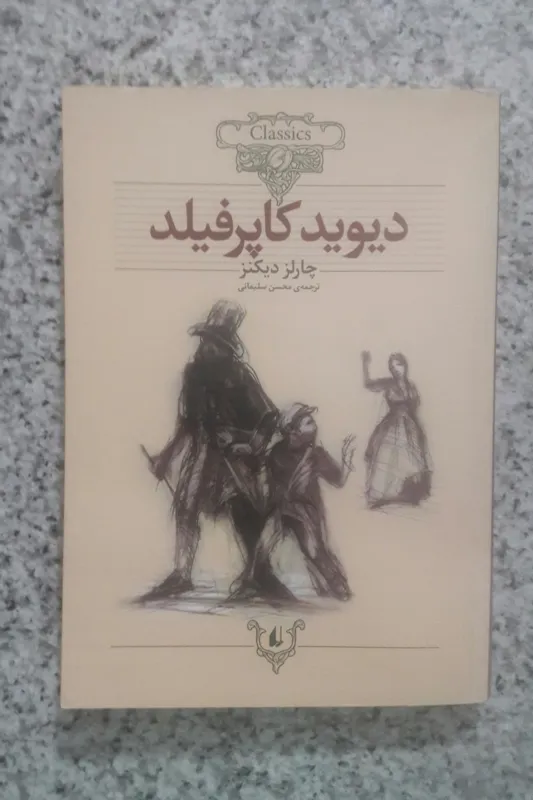 Classics
دیوید کاپرفیلد
چارلز دیکنز
ترجمه‌ی محسن سلیمانی